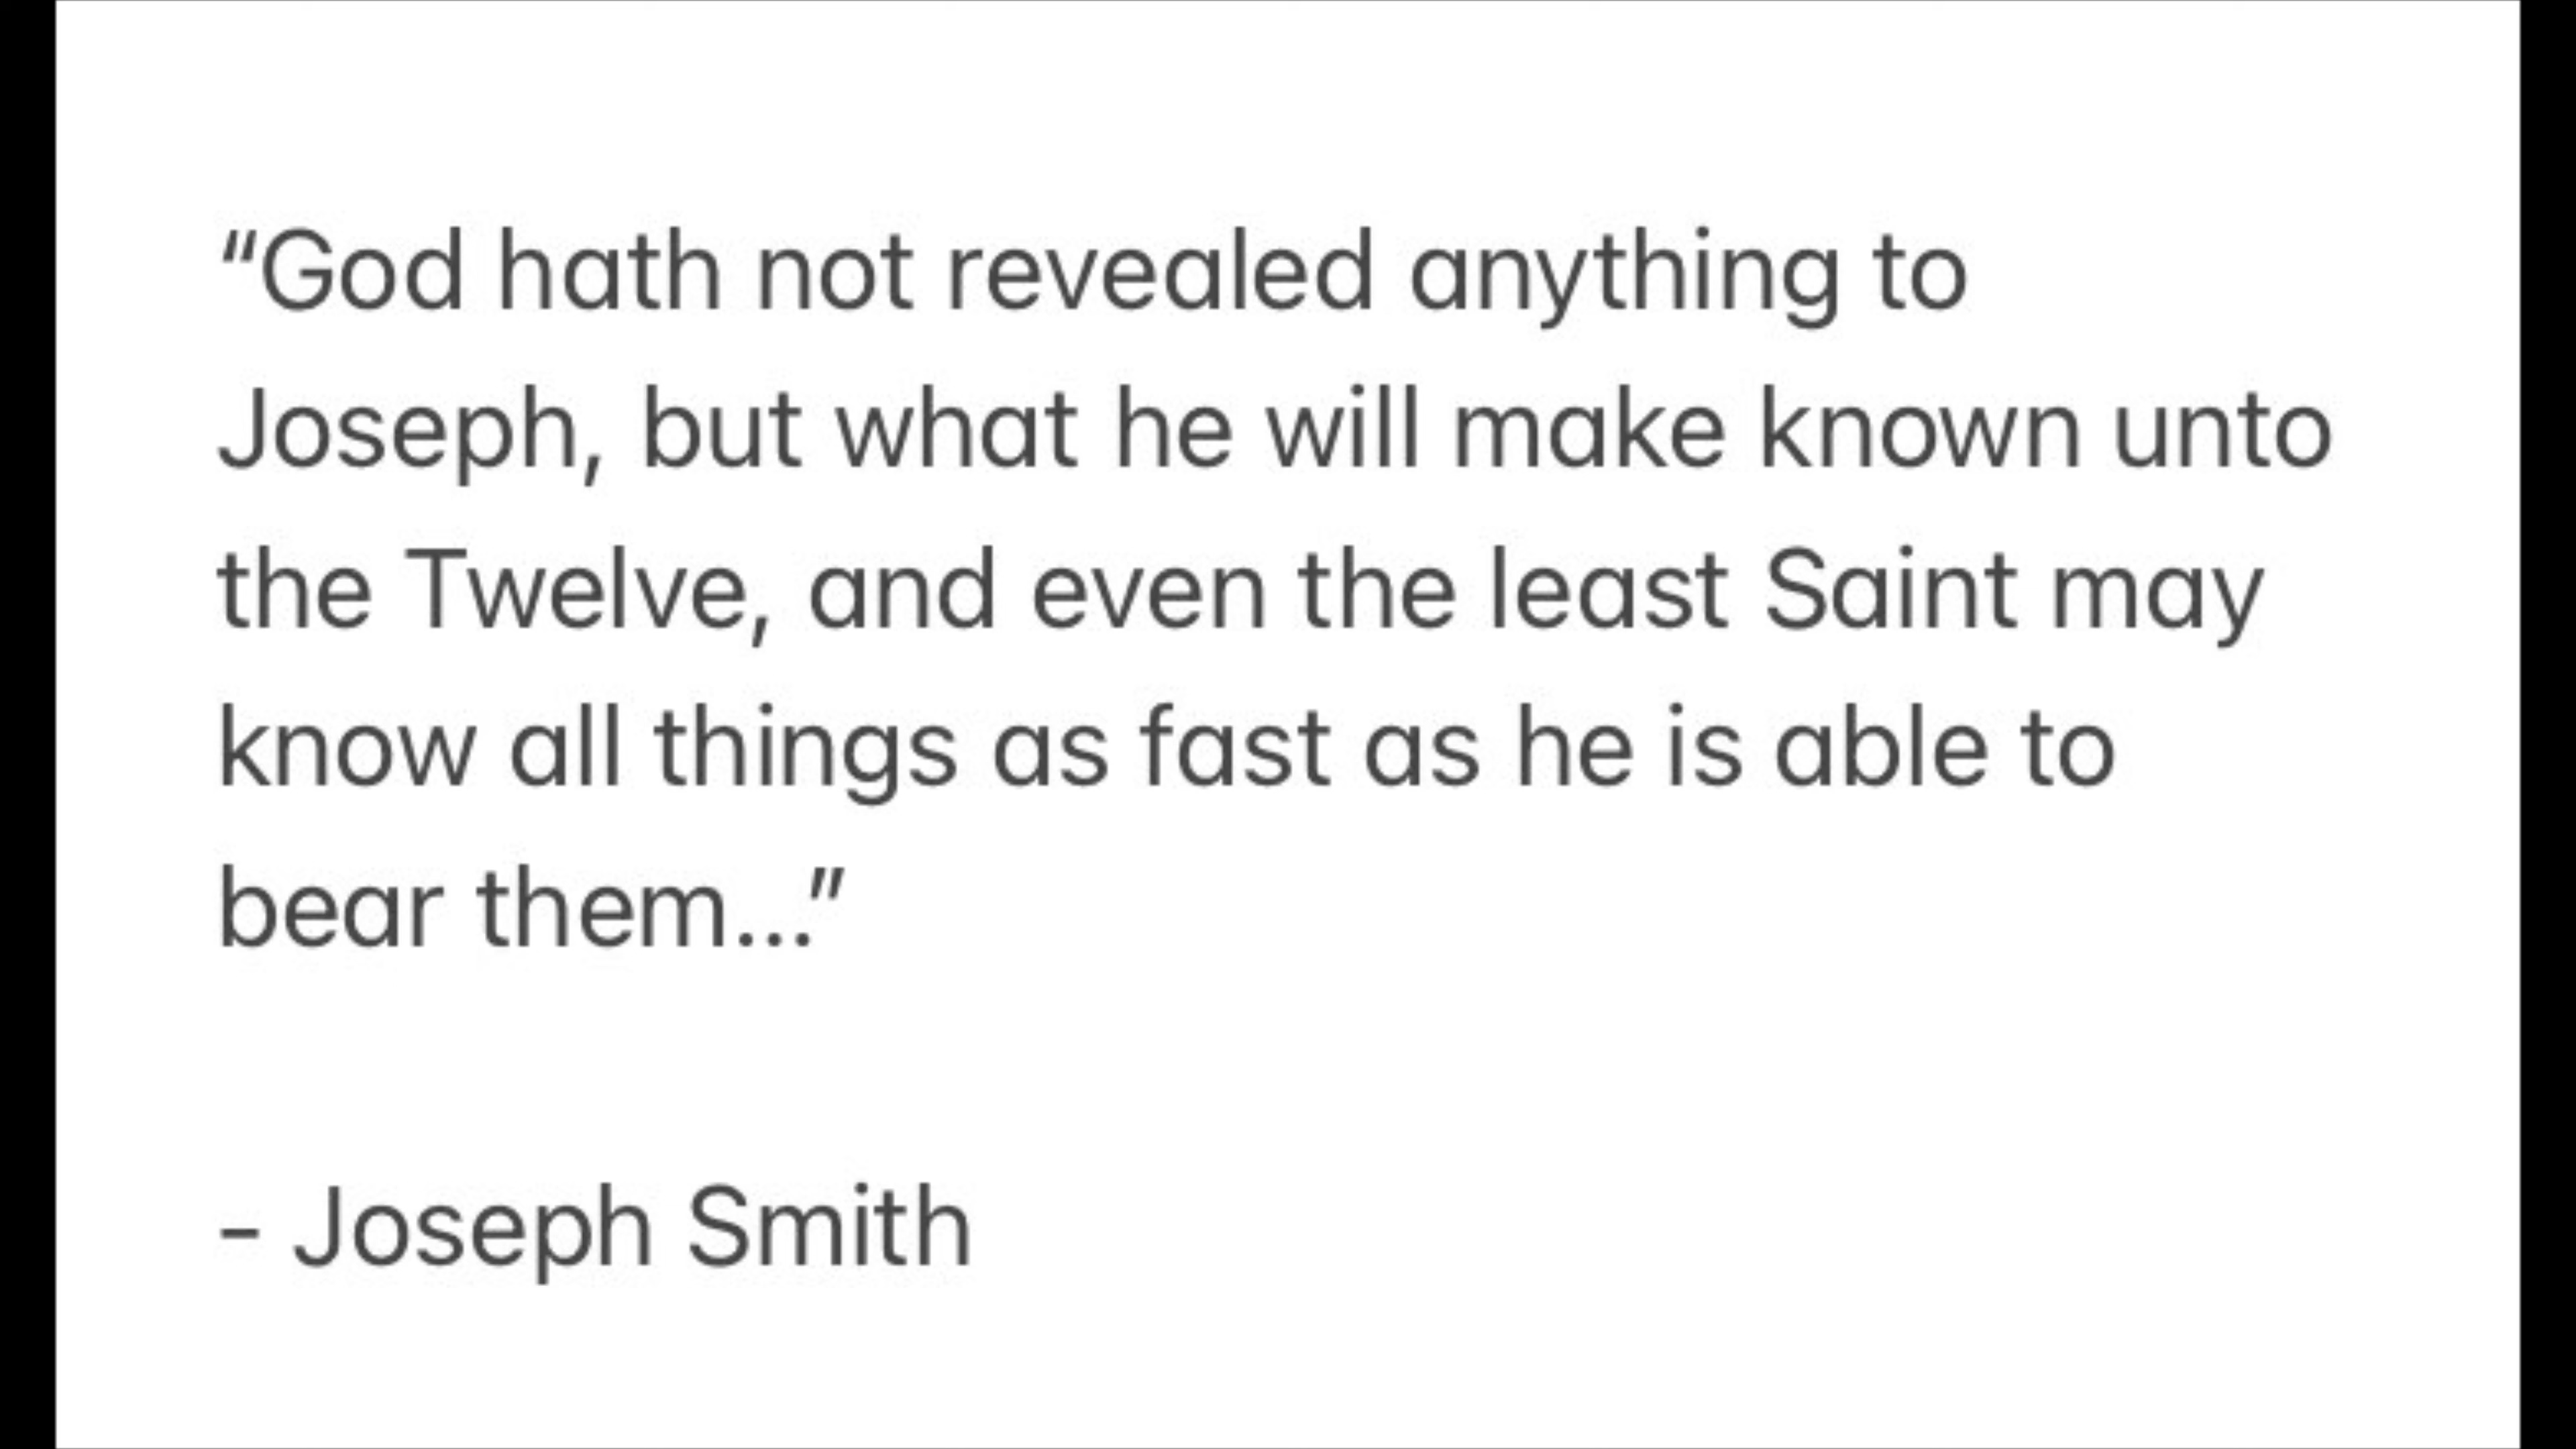 “God hath not revealed anything to
Joseph, but what he will make known unto
the Twelve, and even the least Saint may
know all things as fast as he is able to
bear them...”
- Joseph Smith